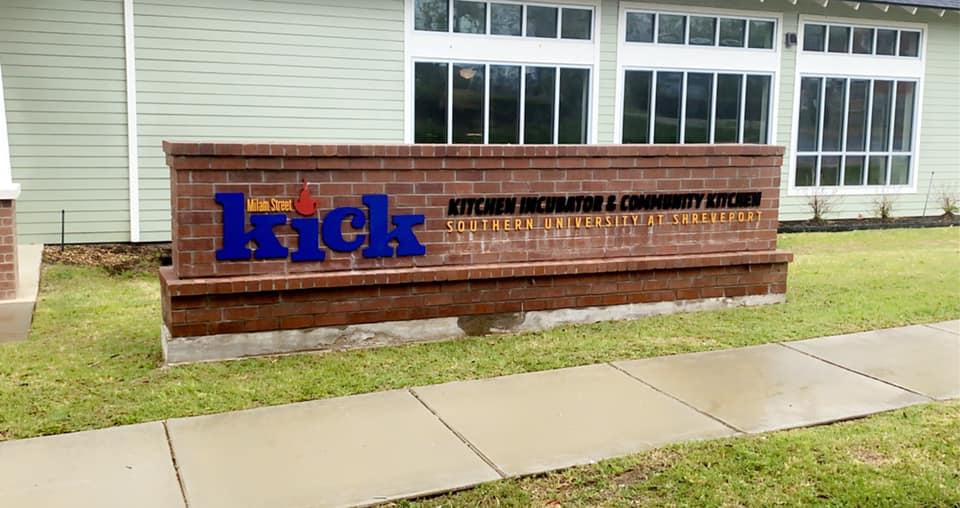 Milam Street
kick
KITCHEN INCUBATOR & COMMUNITY KITCHEN
SOUTHERN UNIVERSITY AT SHREVEPORT